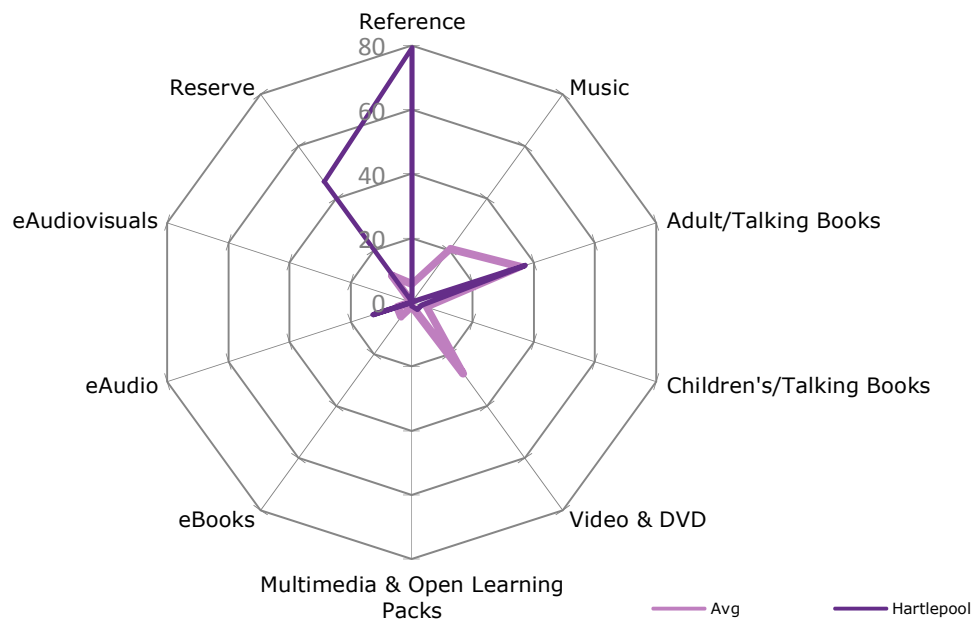 Reference
80
Reserve
Music
60
40
eAudiovisuals
Adult/Talking Books
20
0
eAudio
Children's/Talking Books
eBooks
Video & DVD
Multimedia & Open Learning
Packs
Avg
Hartlepool